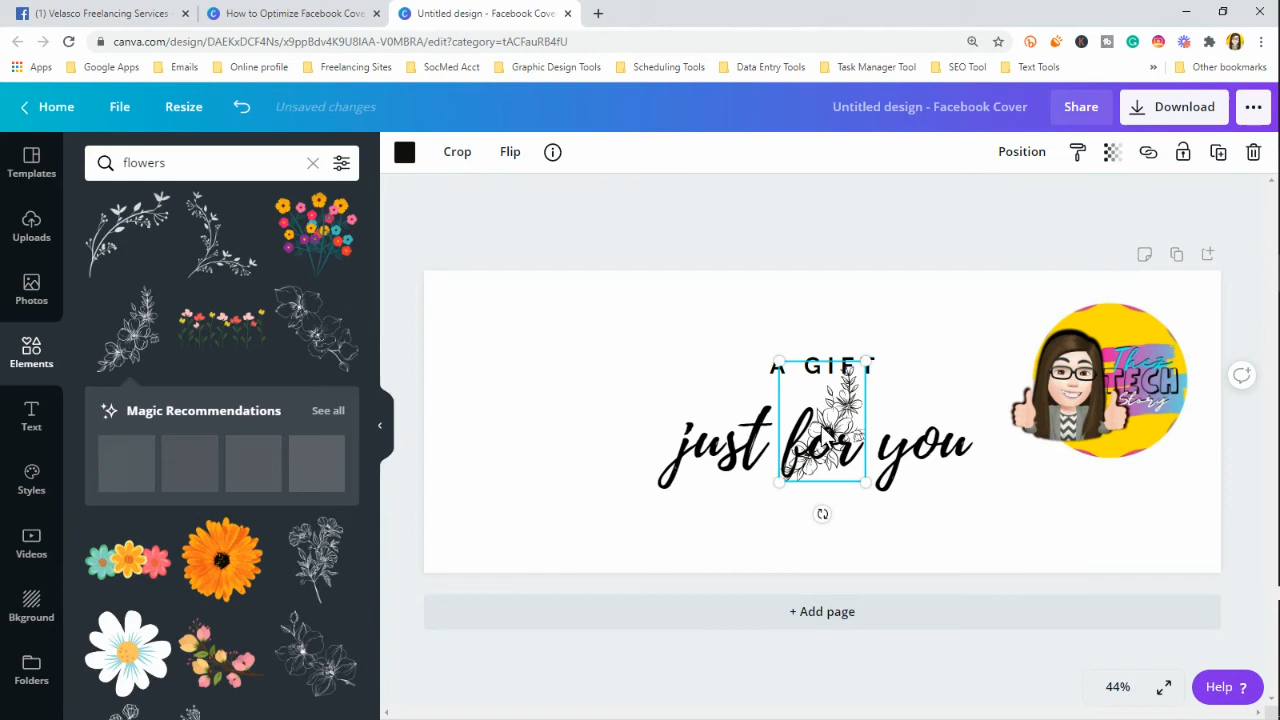 (1) Velasco Freelancing Services -
How to Optimize Facebook Cover
Untitled design - Facebook Cover
canva.com/design/DAEKxDCF4Ns/x9ppBdv4K9U8IAA-V0MBRA/edit?category=tACFauRB4fU
Apps Google Apps Emails Online profile Freelancing Sites SocMed Acct Graphic Design Tools Scheduling Tools Data Entry Tools Task Manager Tool SEO Tool Text Tools » Other bookmarks
Home File Resize Unsaved changes Untitled design - Facebook Cover Share Download
flowers
Crop Flip Position
Templates
Uploads
Photos
Elements
Text
Styles
Videos
Bkground
Folders
Magic Recommendations See all
A GIFT
just for you
Thez
TECH
Story
+ Add page
44%
Help ?